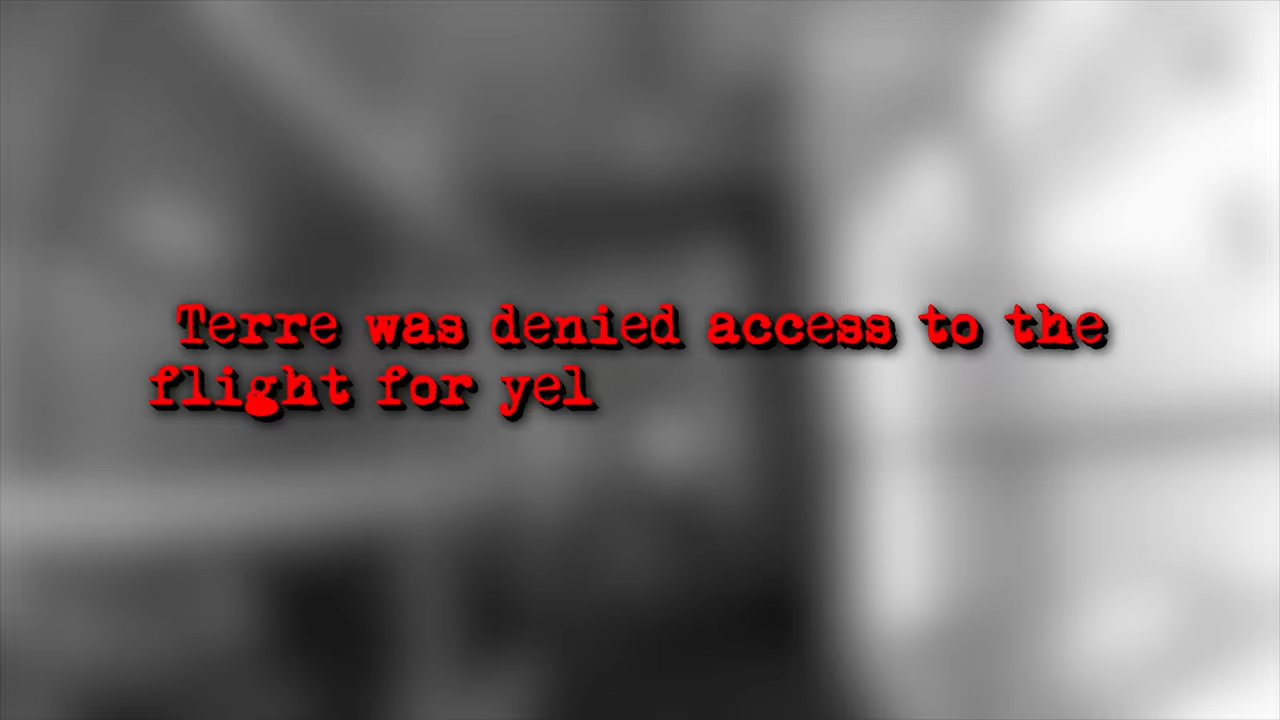 Terre was denied access to the
flight for yel